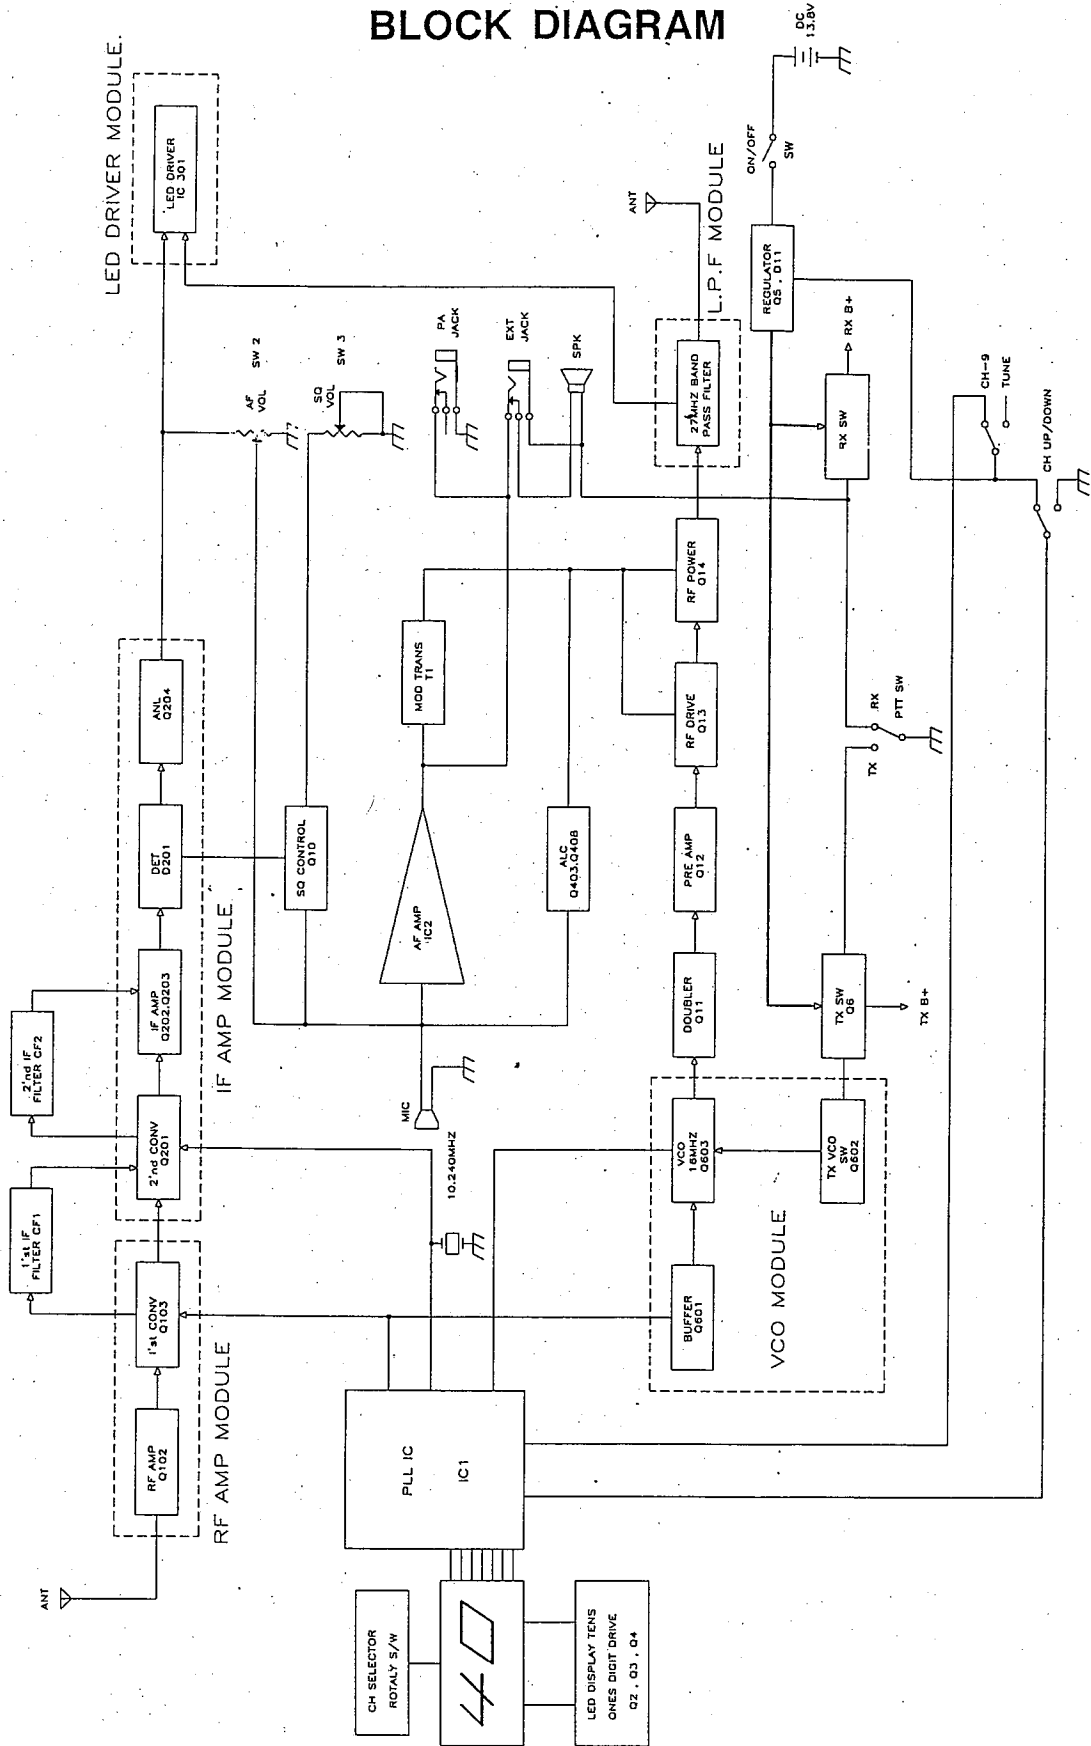 BLOCK DIAGRAM
LED DRIVER MODULE.
LED DRIVER
IC 301
ANT
RF AMP
Q102
1'st CONV
Q103
RF AMP MODULE
1'st IF
FILTER CF1
2'nd IF
FILTER CF2
2'nd CONV
Q201
IF AMP
Q202,Q203
DET
D201
ANL
Q204
IF AMP MODULE
AF
VOL
SW 2
SQ
VOL
SW 3
SQ CONTROL
Q10
PA
JACK
EXT
JACK
SPK
MOD TRANS
T1
AF AMP
IC2
ALC
Q403,Q408
MIC
10.240MHZ
PLL IC
IC1
CH SELECTOR
ROTALY S/W
40
LED DISPLAY TENS
ONES DIGIT DRIVE
Q2 , Q3 , Q4
BUFFER
Q601
VCO
16MHZ
Q603
TX VCO
SW
Q602
VCO MODULE
DOUBLER
Q11
PRE AMP
Q12
RF DRIVE
Q13
RF POWER
Q14
27MHZ BAND
PASS FILTER
L.P.F MODULE
ANT
TX SW
Q6
TX B+
TX
RX
PTT SW
RX SW
RX B+
REGULATOR
Q5 , D11
ON/OFF
SW
DC
13.8V
CH-9
TUNE
CH UP/DOWN